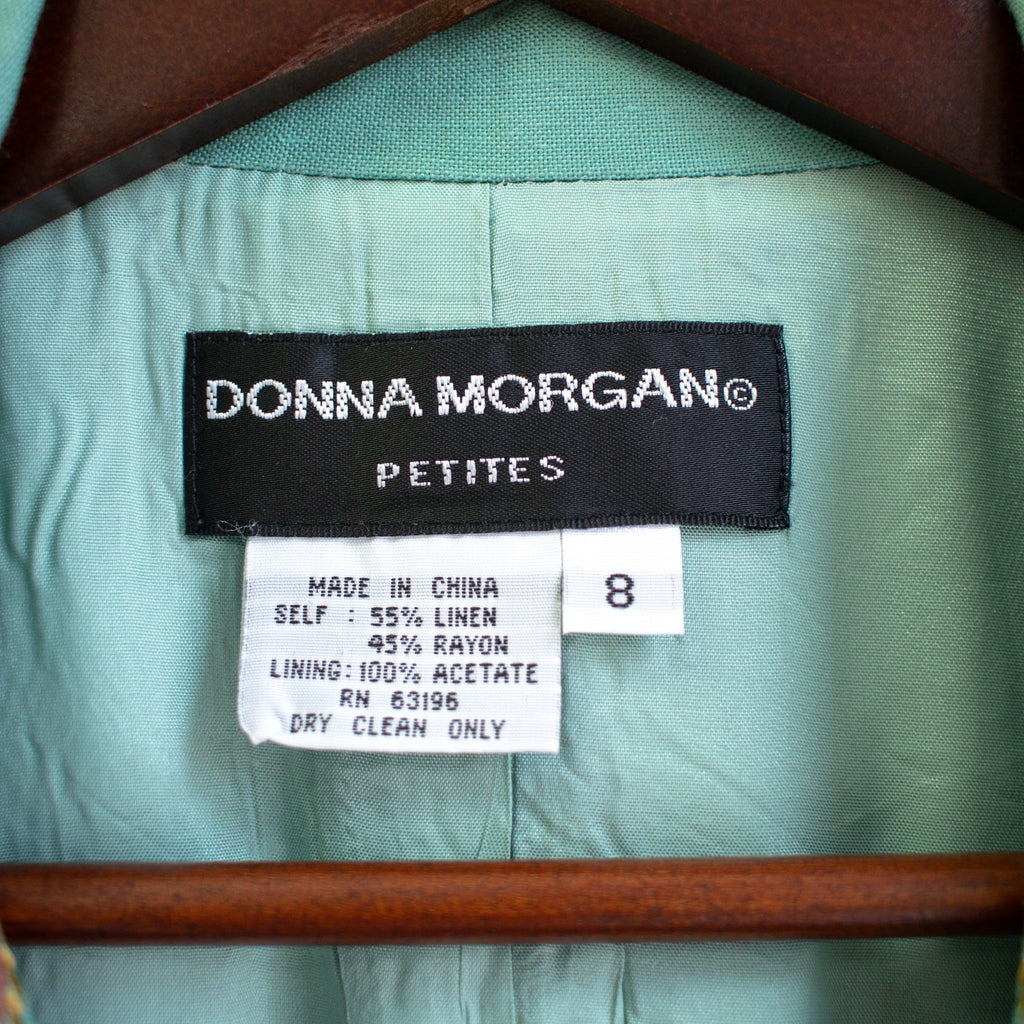 DONNA MORGAN©
PETITES
MADE IN CHINA
SELF : 55% LINEN
45% RAYON
LINING: 100% ACETATE
RN 63196
DRY CLEAN ONLY
8